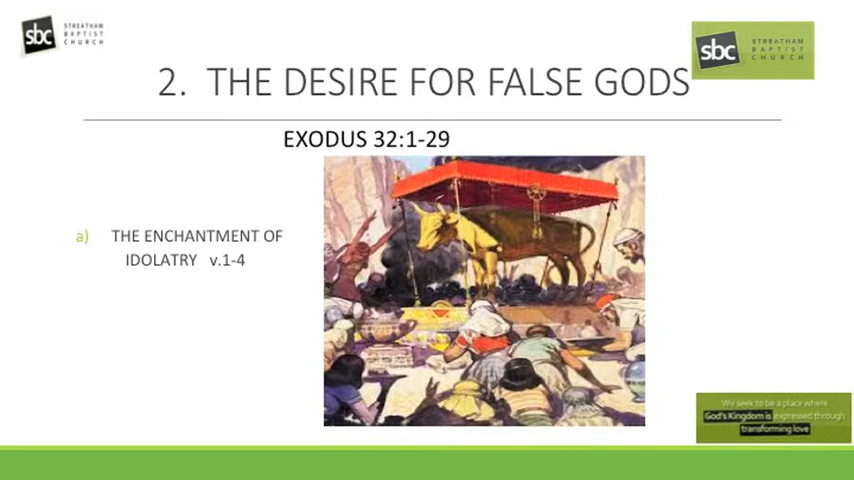 sbc
STREATHAM
BAPTIST
CHURCH
sbc
STREATHAM
BAPTIST
CHURCH
2. THE DESIRE FOR FALSE GODS
EXODUS 32:1-29
a) THE ENCHANTMENT OF
IDOLATRY v.1-4
We seek to be a place where
God's Kingdom is expressed through
transforming love